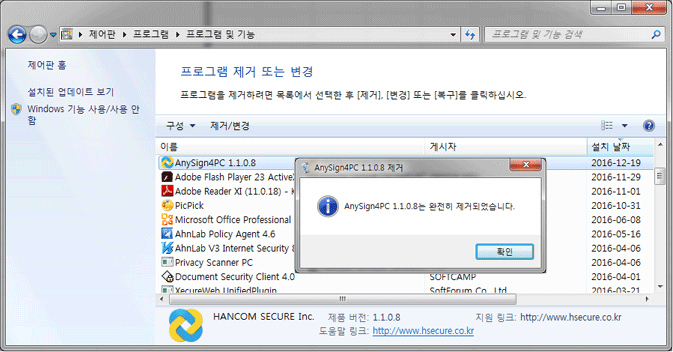 제어판 ▸ 프로그램 ▸ 프로그램 및 기능
프로그램 및 기능 검색
제어판 홈
설치된 업데이트 보기
Windows 기능 사용/사용 안
함
프로그램 제거 또는 변경
프로그램을 제거하려면 목록에서 선택한 후 [제거], [변경] 또는 [복구]를 클릭하십시오.
구성 제거/변경
이름 게시자 설치 날짜
AnySign4PC 1.1.0.8 2016-12-19
Adobe Flash Player 23 ActiveX 2016-11-29
Adobe Reader XI (11.0.18) - K 2016-11-01
PicPick 2016-10-31
Microsoft Office Professional 2016-06-08
AhnLab Policy Agent 4.6 2016-05-16
AhnLab V3 Internet Security 8 2016-04-06
Privacy Scanner PC 2016-04-06
Document Security Client 4.0 SOFTCAMP 2016-04-01
XecureWeb UnifiedPlugin SoftForum Co., Ltd. 2016-03-21
AnySign4PC 1.1.0.8 제거
AnySign4PC 1.1.0.8는 완전히 제거되었습니다.
확인
HANCOM SECURE Inc. 제품 버전: 1.1.0.8 지원 링크: http://www.hsecure.co.kr
도움말 링크: http://www.hsecure.co.kr